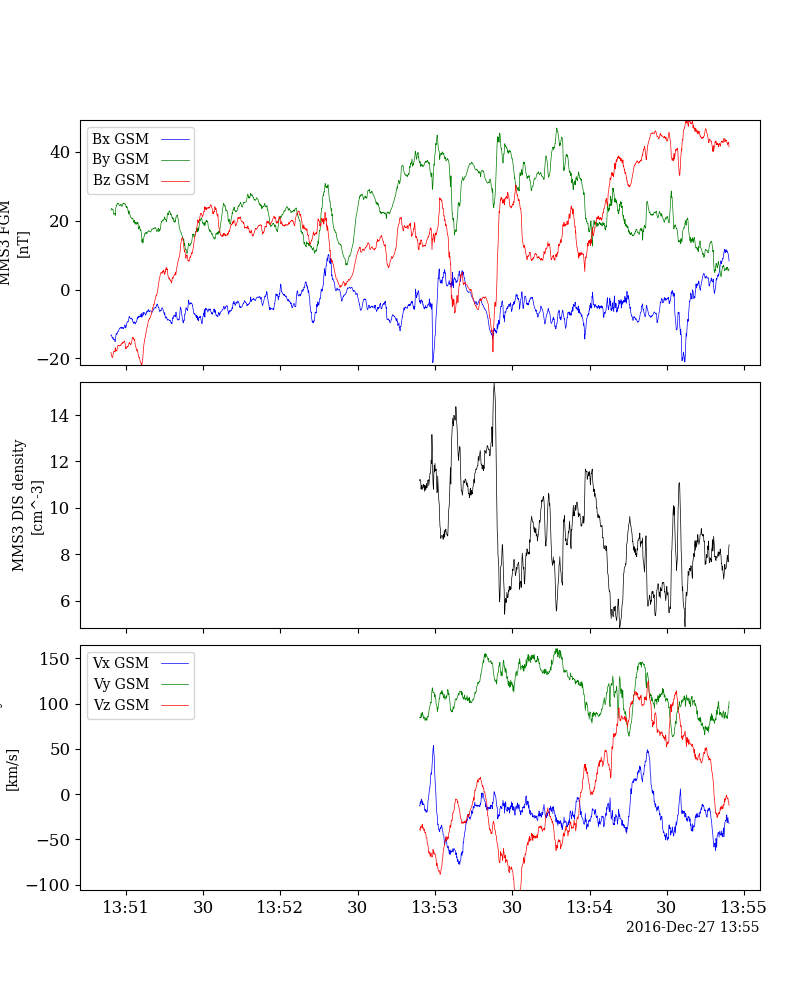 Bx GSM
By GSM
Bz GSM
40
20
0
−20
MMS3 FGM
[nT]
14
12
10
8
6
MMS3 DIS density
[cm^-3]
Vx GSM
Vy GSM
Vz GSM
150
100
50
0
−50
−100
[km/s]
13:51 30 13:52 30 13:53 30 13:54 30 13:55
2016-Dec-27 13:55